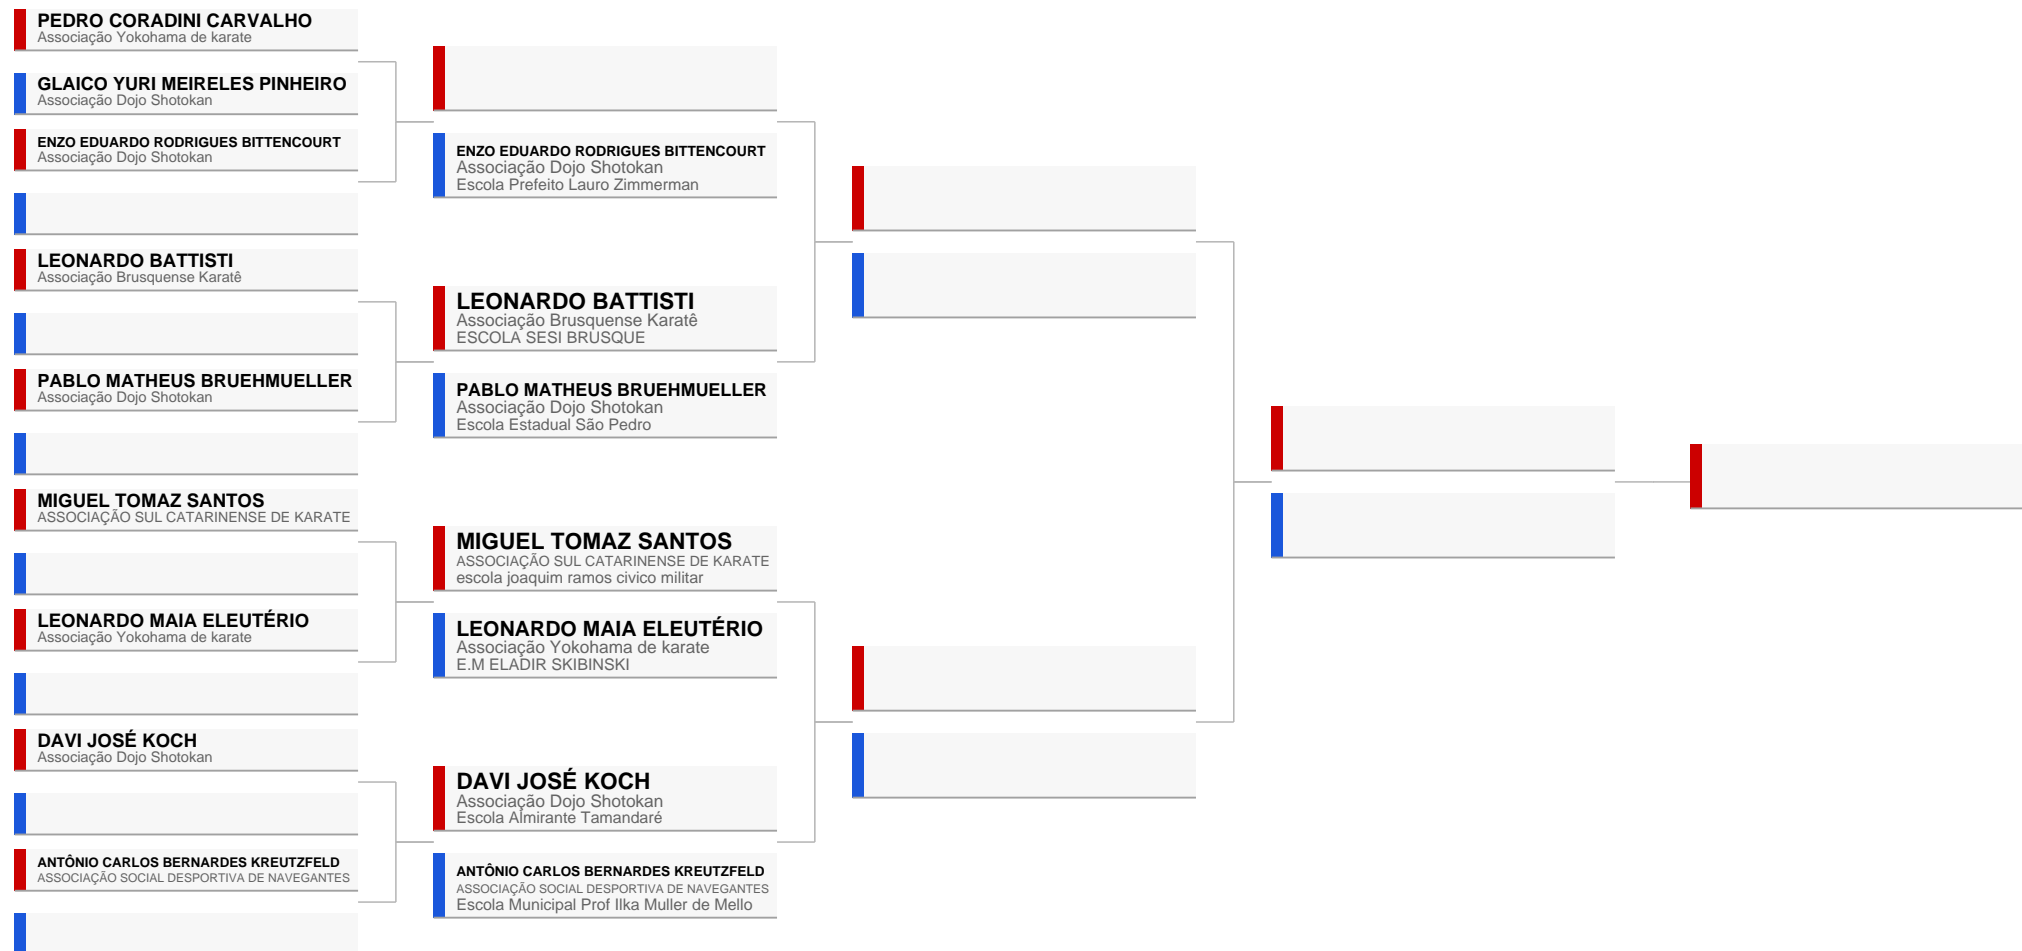 PEDRO CORADINI CARVALHO
Associação Yokohama de karate
GLAICO YURI MEIRELES PINHEIRO
Associação Dojo Shotokan
ENZO EDUARDO RODRIGUES BITTENCOURT
Associação Dojo Shotokan
LEONARDO BATTISTI
Associação Brusquense Karatê
PABLO MATHEUS BRUEHMUELLER
Associação Dojo Shotokan
MIGUEL TOMAZ SANTOS
ASSOCIAÇÃO SUL CATARINENSE DE KARATE
LEONARDO MAIA ELEUTÉRIO
Associação Yokohama de karate
DAVI JOSÉ KOCH
Associação Dojo Shotokan
ANTÔNIO CARLOS BERNARDES KREUTZFELD
ASSOCIAÇÃO SOCIAL DESPORTIVA DE NAVEGANTES
ENZO EDUARDO RODRIGUES BITTENCOURT
Associação Dojo Shotokan
Escola Prefeito Lauro Zimmerman
LEONARDO BATTISTI
Associação Brusquense Karatê
ESCOLA SESI BRUSQUE
PABLO MATHEUS BRUEHMUELLER
Associação Dojo Shotokan
Escola Estadual São Pedro
MIGUEL TOMAZ SANTOS
ASSOCIAÇÃO SUL CATARINENSE DE KARATE
escola joaquim ramos civico militar
LEONARDO MAIA ELEUTÉRIO
Associação Yokohama de karate
E.M ELADIR SKIBINSKI
DAVI JOSÉ KOCH
Associação Dojo Shotokan
Escola Almirante Tamandaré
ANTÔNIO CARLOS BERNARDES KREUTZFELD
ASSOCIAÇÃO SOCIAL DESPORTIVA DE NAVEGANTES
Escola Municipal Prof Ilka Muller de Mello